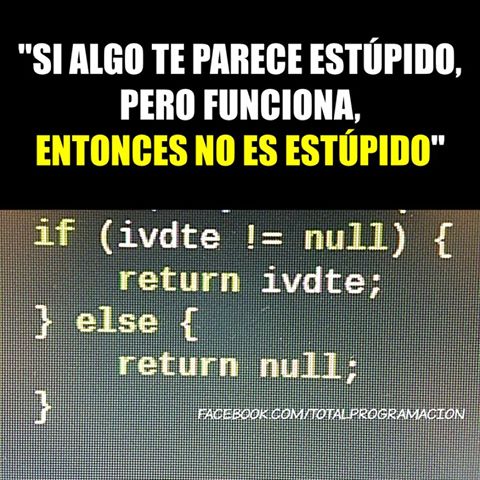 "SI ALGO TE PARECE ESTÚPIDO,
PERO FUNCIONA,
ENTONCES NO ES ESTÚPIDO"
if (ivdte != null) {
return ivdte;
} else {
return null;
}
FACEBOOK.COM/TOTALPROGRAMACION